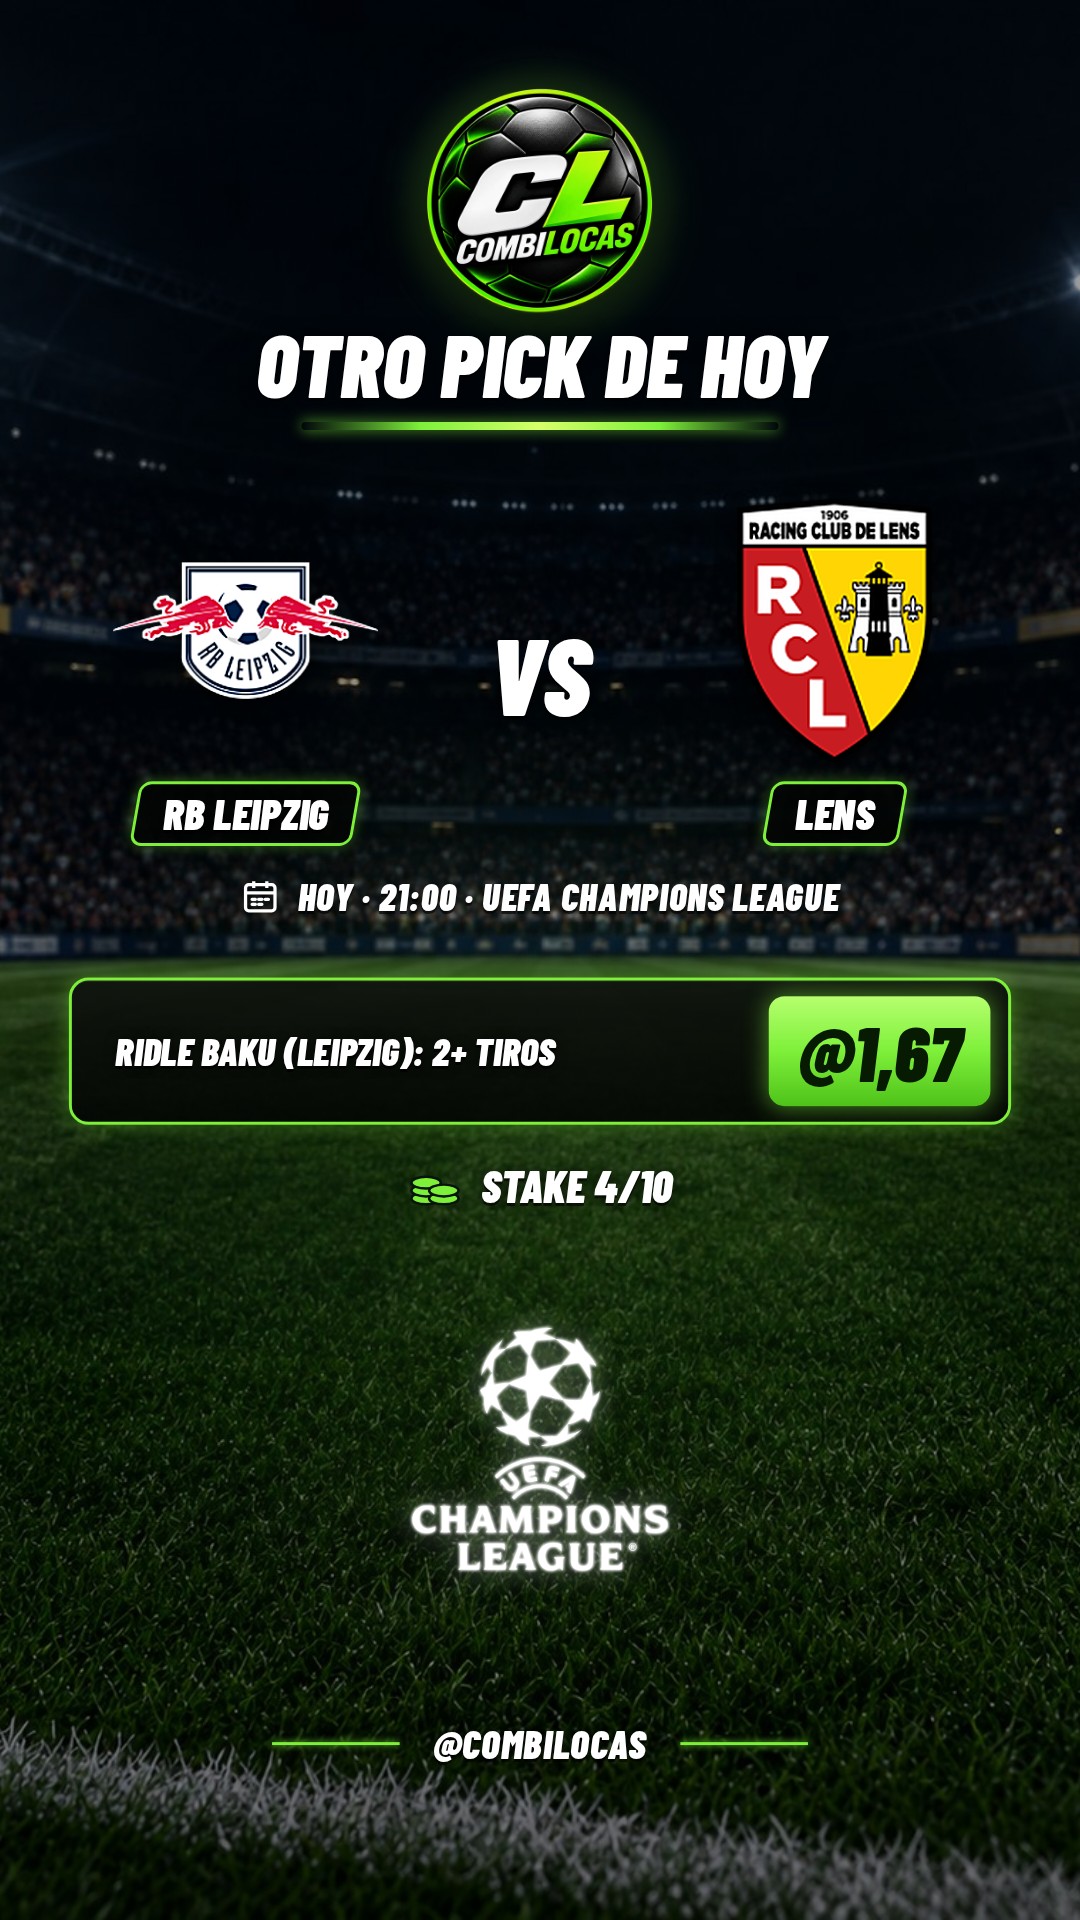 CL
COMBILOCAS
OTRO PICK DE HOY
1906
RACING CLUB DE LENS
R
C
L
RB LEIPZIG
VS
RB LEIPZIG
LENS
HOY · 21:00 · UEFA CHAMPIONS LEAGUE
RIDLE BAKU (LEIPZIG): 2+ TIROS
@1,67
STAKE 4/10
UEFA
CHAMPIONS
LEAGUE®
@COMBILOCAS